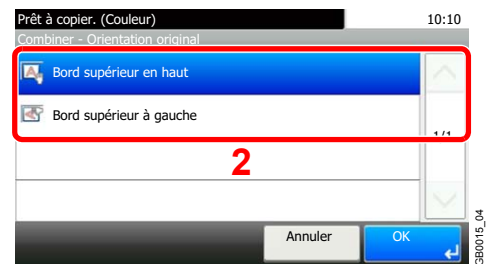 Prêt à copier. (Couleur) 10:10
Combiner - Orientation original
Bord supérieur en haut
Bord supérieur à gauche
1/1
2
Annuler OK
GB0015_04